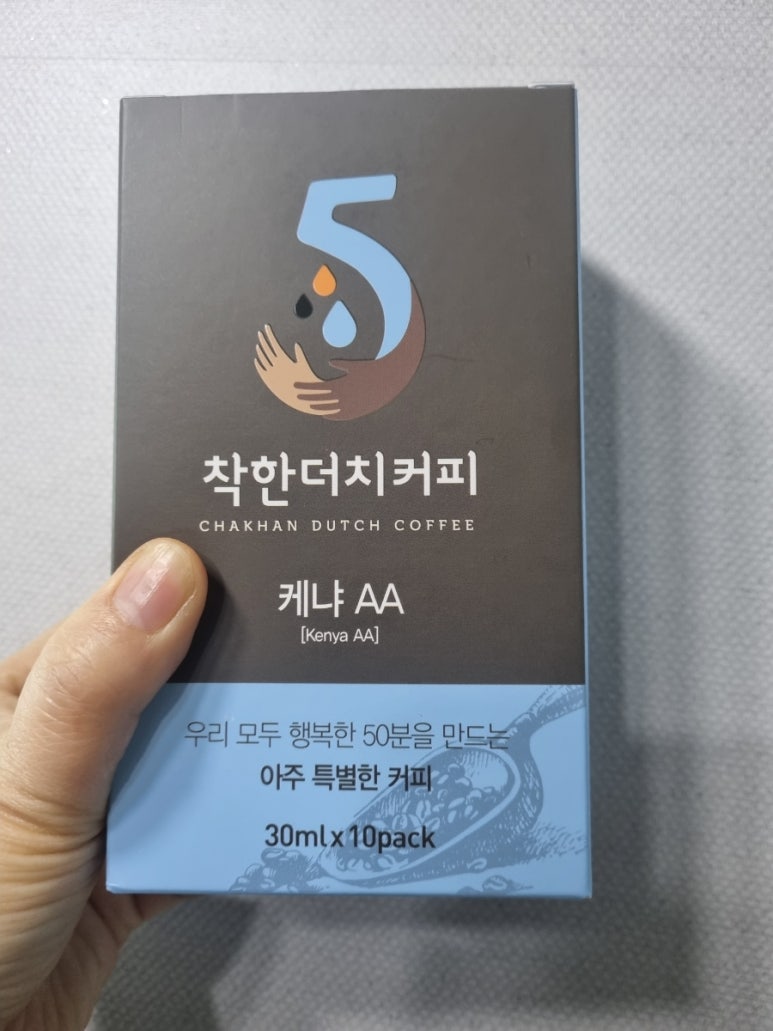 5
착한더치커피
CHAKHAN DUTCH COFFEE
케냐 AA
[Kenya AA]
우리 모두 행복한 50분을 만드는
아주 특별한 커피
30ml x 10pack